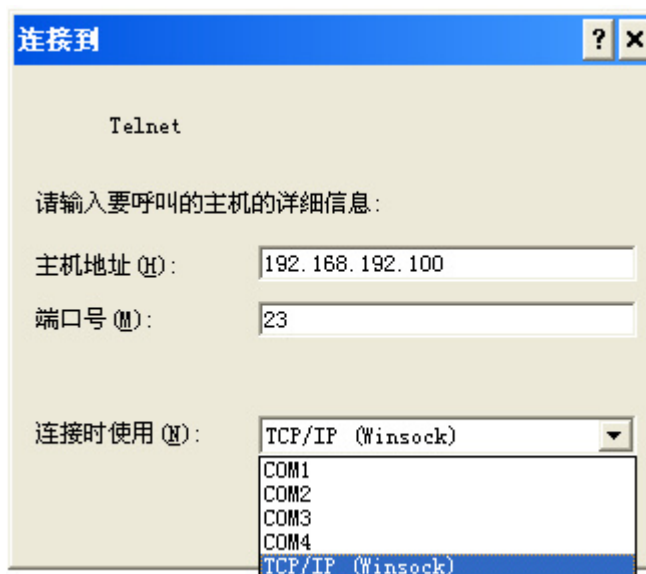 连接到
Telnet
请输入要呼叫的主机的详细信息:
主机地址(H): 192.168.192.100
端口号(M): 23
连接时使用(N): TCP/IP (Winsock)
COM1
COM2
COM3
COM4
TCP/IP (Winsock)